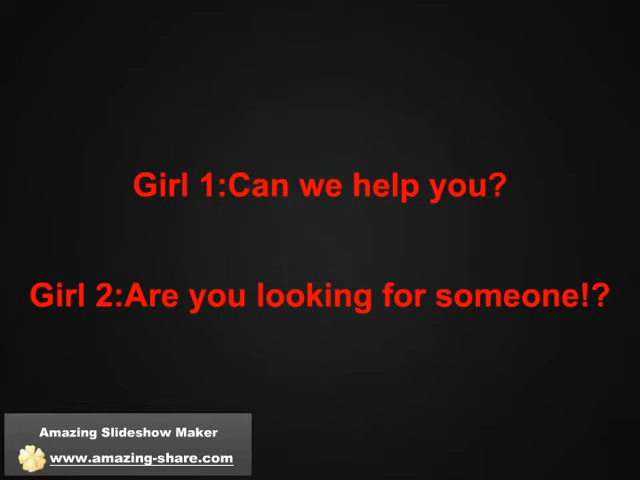 Girl 1:Can we help you?
Girl 2:Are you looking for someone!?
Amazing Slideshow Maker
www.amazing-share.com